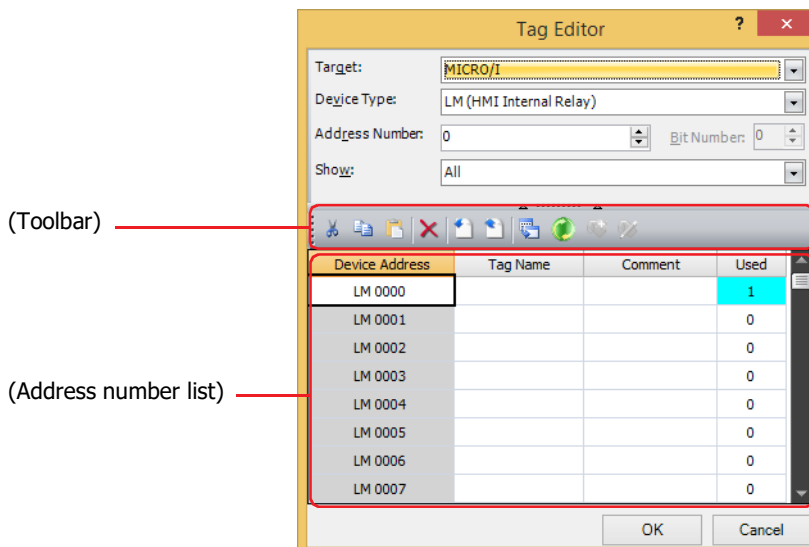 Tag Editor ? ×
Target: MICRO/I
Device Type: LM (HMI Internal Relay)
Address Number: 0 Bit Number: 0
Show: All
(Toolbar)
Device Address Tag Name Comment Used
LM 0000 1
LM 0001 0
LM 0002 0
LM 0003 0
(Address number list)
LM 0004 0
LM 0005 0
LM 0006 0
LM 0007 0
OK Cancel